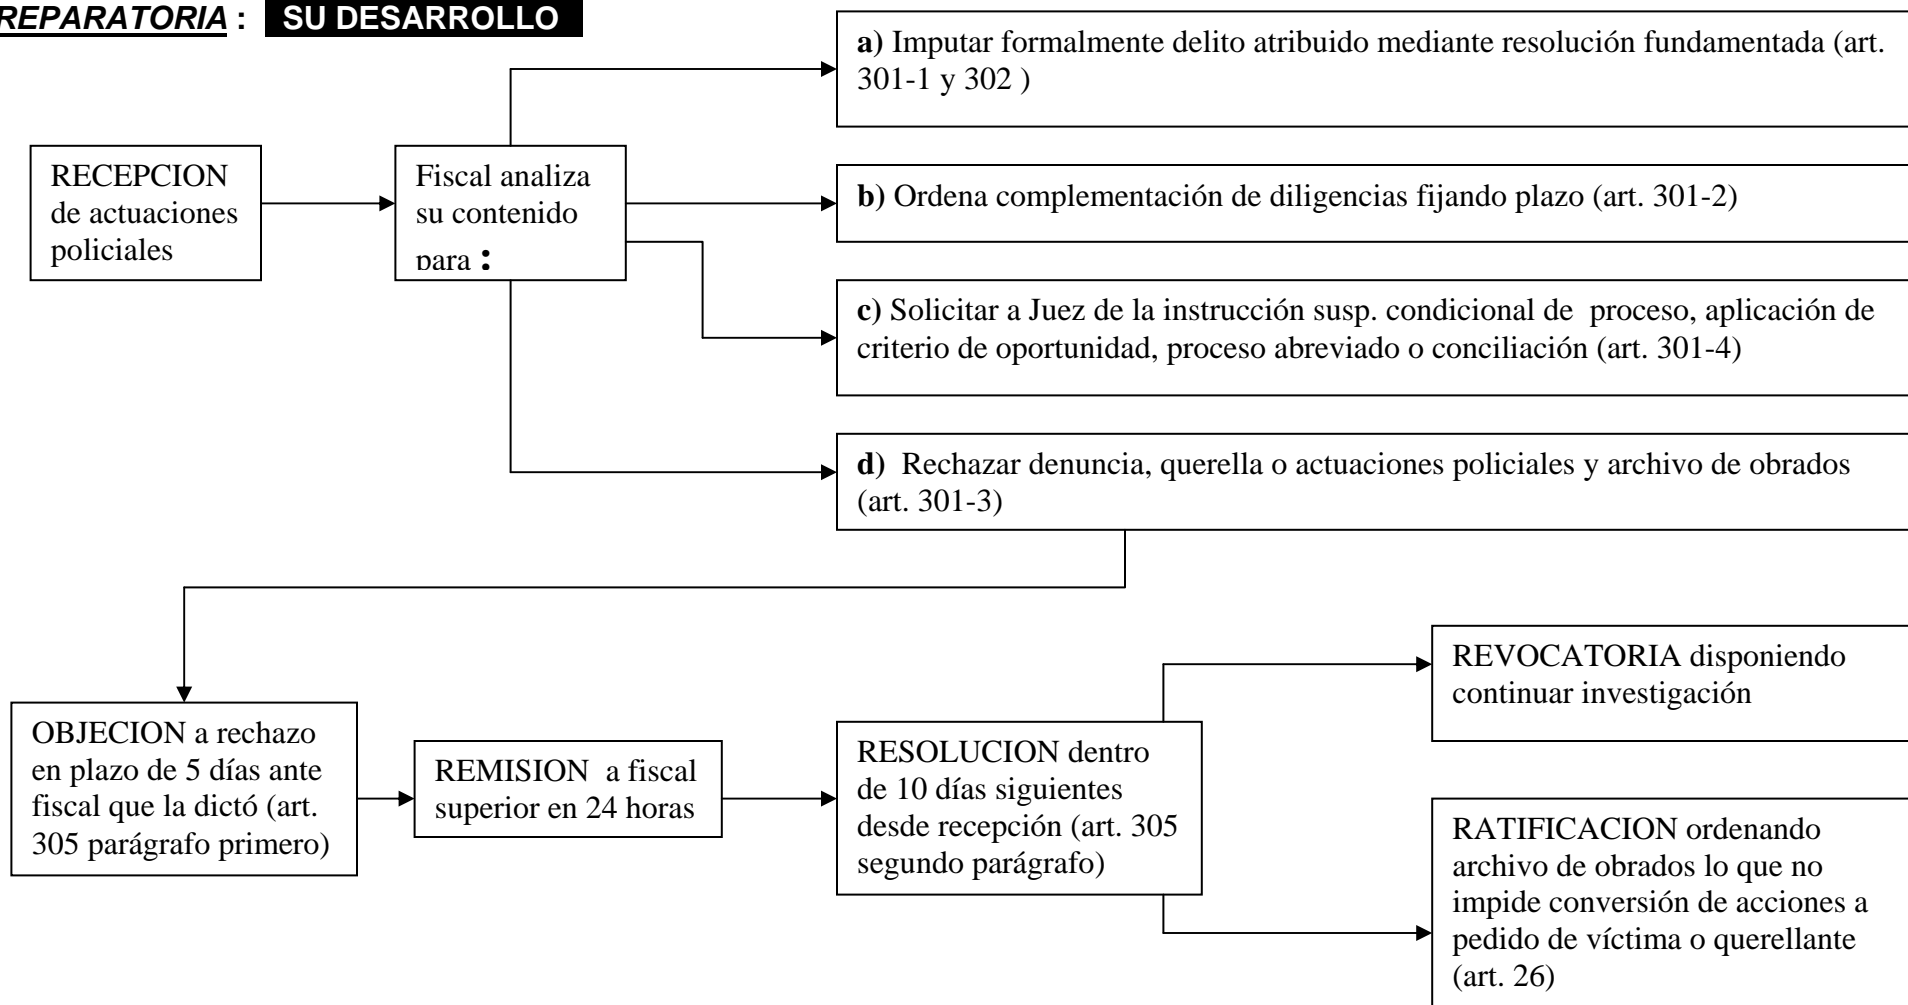 REPARATORIA : SU DESARROLLO
a) Imputar formalmente delito atribuido mediante resolución fundamentada (art.
301-1 y 302 )
RECEPCION
de actuaciones
policiales
Fiscal analiza
su contenido
para :
b) Ordena complementación de diligencias fijando plazo (art. 301-2)
c) Solicitar a Juez de la instrucción susp. condicional de proceso, aplicación de
criterio de oportunidad, proceso abreviado o conciliación (art. 301-4)
d) Rechazar denuncia, querella o actuaciones policiales y archivo de obrados
(art. 301-3)
OBJECION a rechazo
en plazo de 5 días ante
fiscal que la dictó (art.
305 parágrafo primero)
REMISION a fiscal
superior en 24 horas
RESOLUCION dentro
de 10 días siguientes
desde recepción (art. 305
segundo parágrafo)
REVOCATORIA disponiendo
continuar investigación
RATIFICACION ordenando
archivo de obrados lo que no
impide conversión de acciones a
pedido de víctima o querellante
(art. 26)